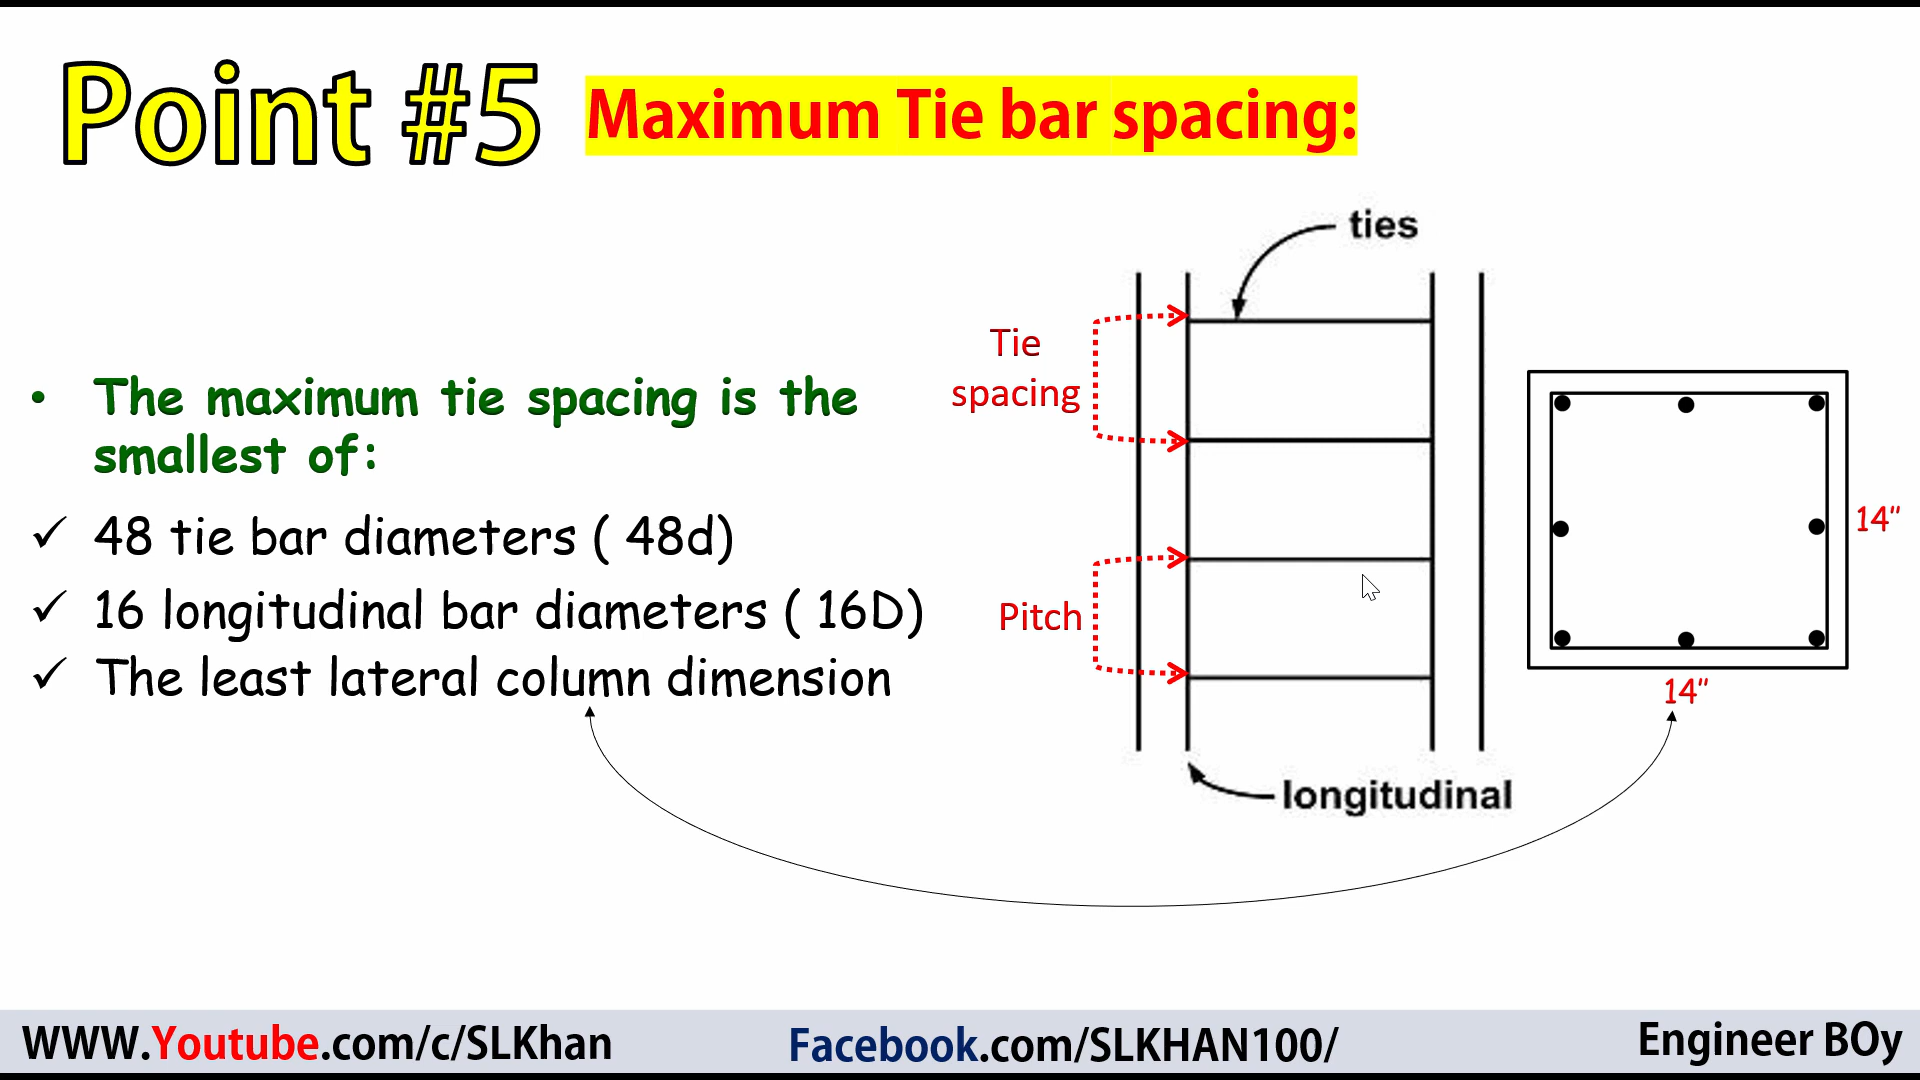 Point #5
Maximum Tie bar spacing:
ties
Tie
spacing
• The maximum tie spacing is the
smallest of:
✓ 48 tie bar diameters ( 48d)
14”
✓ 16 longitudinal bar diameters ( 16D)
Pitch
✓ The least lateral column dimension
14”
longitudinal
WWW.Youtube.com/c/SLKhan
Facebook.com/SLKHAN100/
Engineer BOy